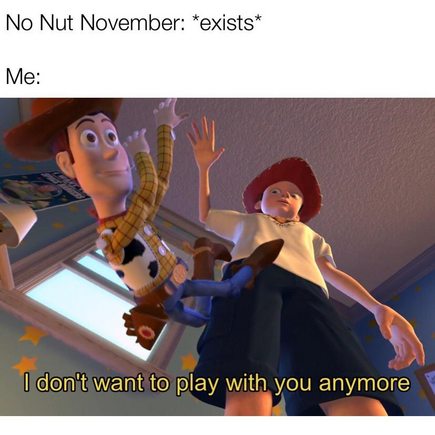 No Nut November: *exists*
Me:
I don't want to play with you anymore